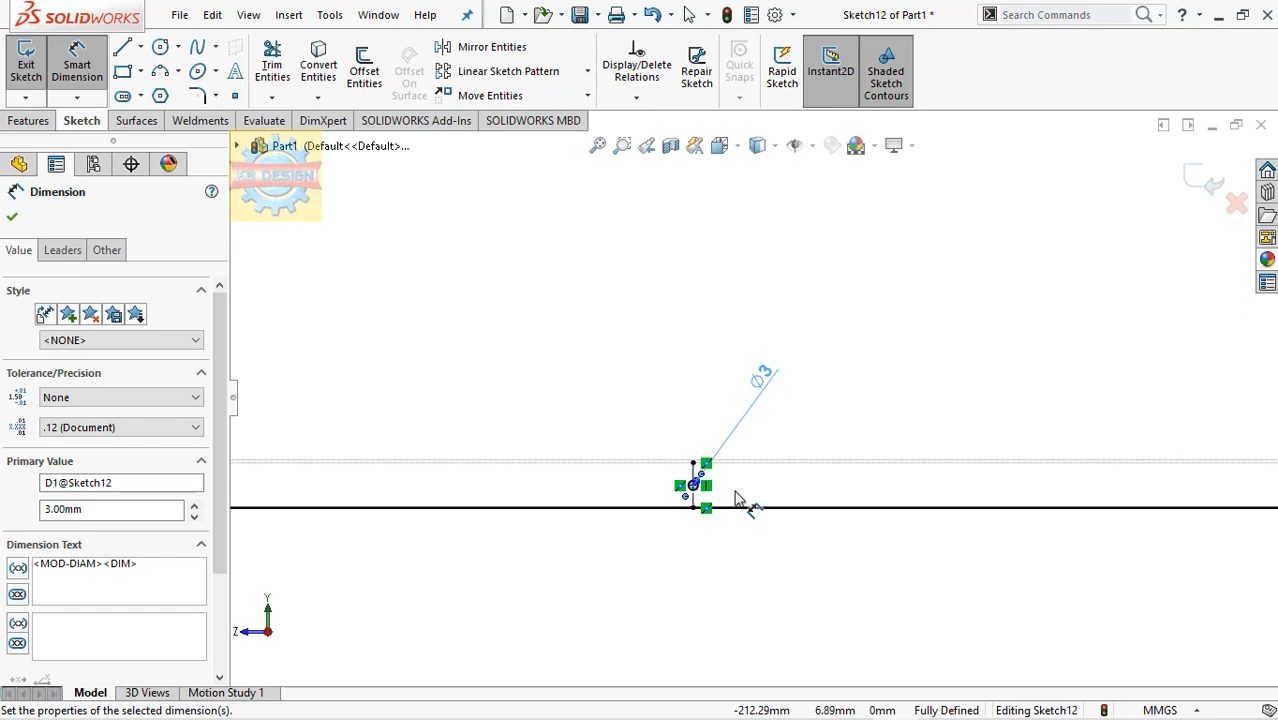 SOLIDWORKS File Edit View Insert Tools Window Help Sketch12 of Part1 * Search Commands ?
Exit Sketch
Smart Dimension
Trim Entities
Convert Entities
Offset Entities
Offset On Surface
Mirror Entities
Linear Sketch Pattern
Move Entities
Display/Delete Relations
Repair Sketch
Quick Snaps
Rapid Sketch
Instant2D
Shaded Sketch Contours
Features Sketch Surfaces Weldments Evaluate DimXpert SOLIDWORKS Add-Ins SOLIDWORKS MBD
Part1 (Default<<Default>...
Dimension
Value Leaders Other
Style
<NONE>
Tolerance/Precision
None
.12 (Document)
Primary Value
D1@Sketch12
3.00mm
Dimension Text
<MOD-DIAM><DIM>
∅3
Y
Z
Model 3D Views Motion Study 1
Set the properties of the selected dimension(s). -212.29mm 6.89mm 0mm Fully Defined Editing Sketch12 MMGS